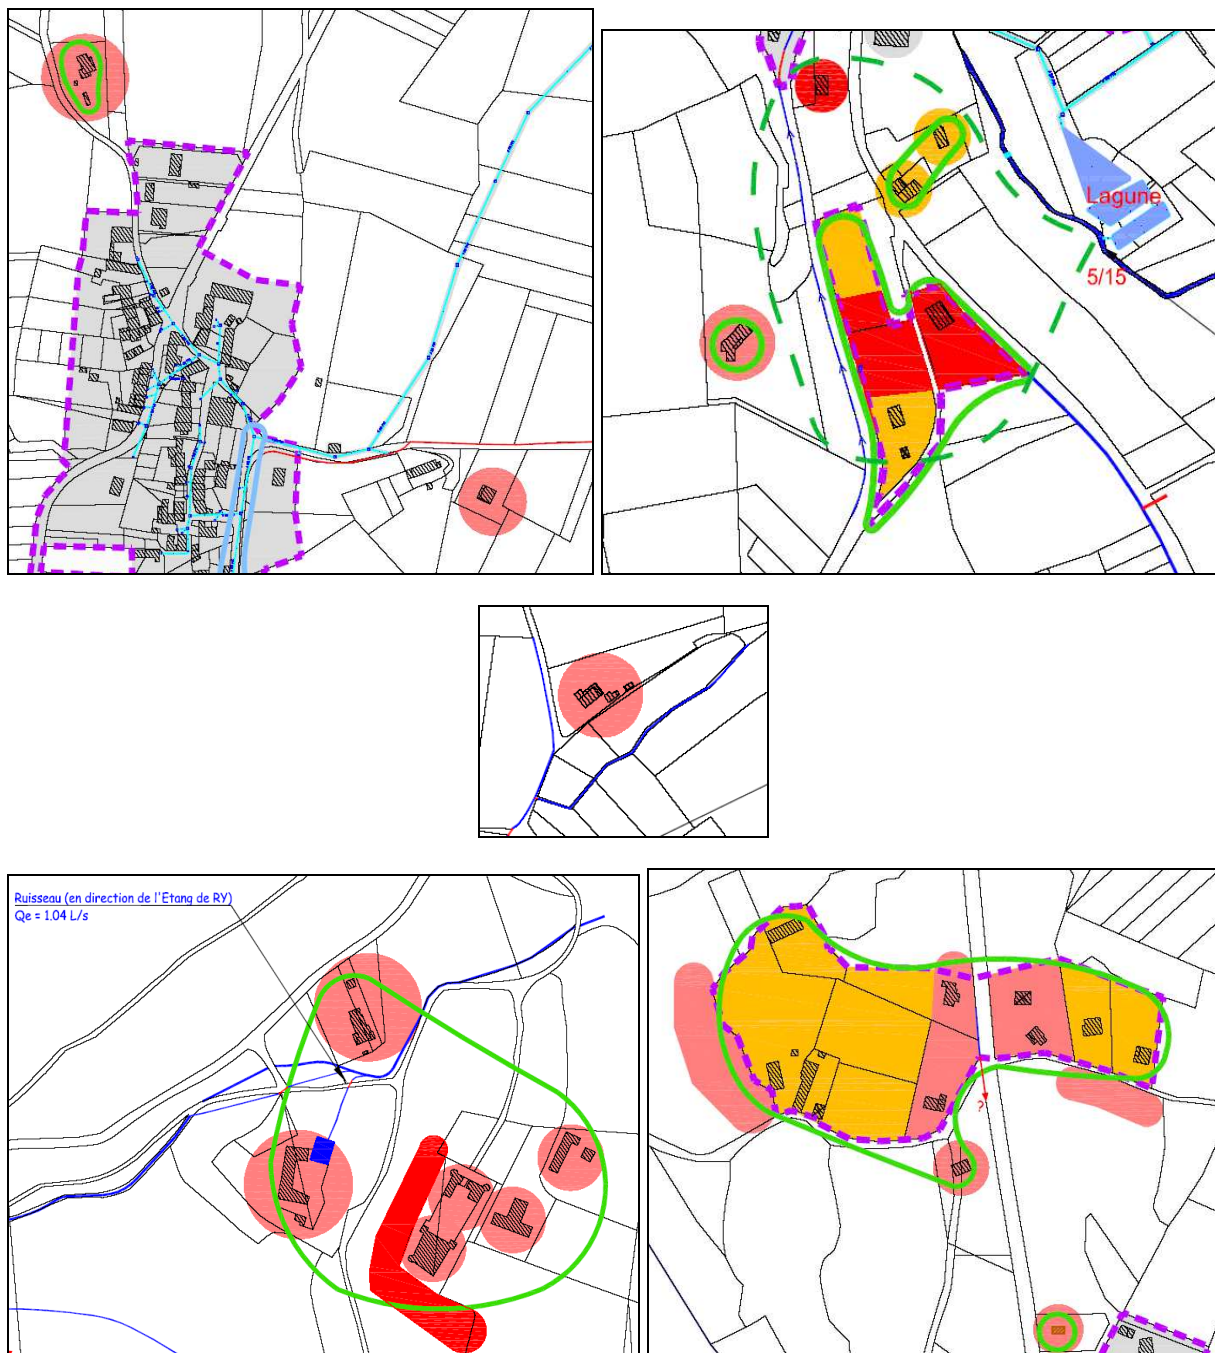 Lagune
5/15
Ruisseau (en direction de l'Etang de RY)
Qe = 1.04 L/s
?